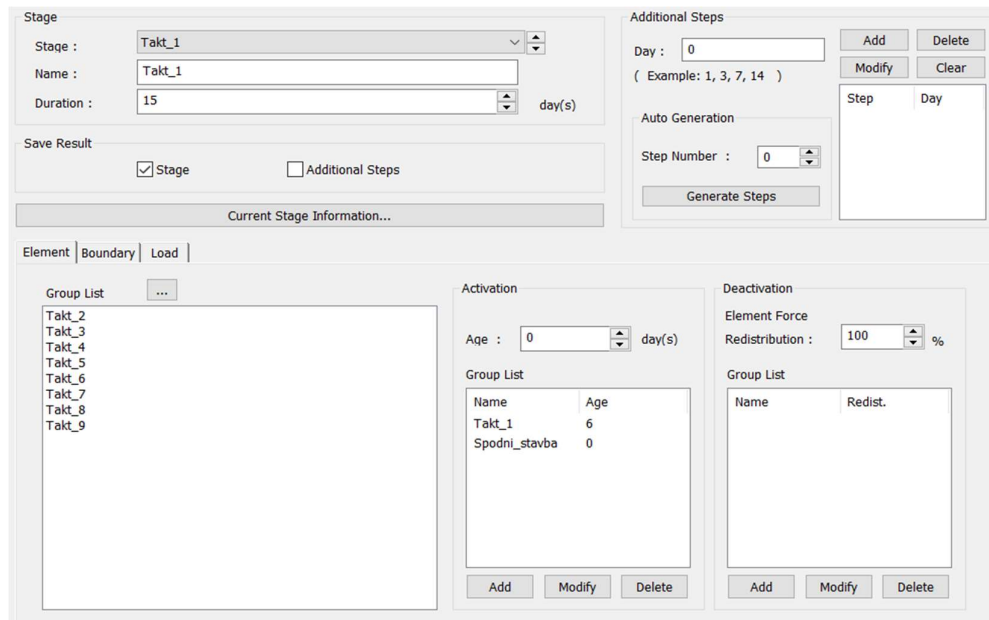 Stage
Stage :
Takt_1
Name :
Takt_1
Duration :
15
day(s)
Save Result
Stage
Additional Steps
Current Stage Information...
Additional Steps
Day :
0
( Example: 1, 3, 7, 14 )
Auto Generation
Step Number :
0
Generate Steps
Add
Delete
Modify
Clear
Step Day
Element Boundary Load
Group List
...
Takt_2
Takt_3
Takt_4
Takt_5
Takt_6
Takt_7
Takt_8
Takt_9
Activation
Age :
0
day(s)
Group List
Name Age
Takt_1 6
Spodni_stavba 0
Add Modify Delete
Deactivation
Element Force
Redistribution :
100
%
Group List
Name Redist.
Add Modify Delete